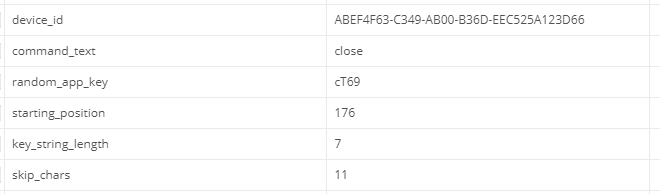 device_id ABEF4F63-C349-AB00-B36D-EEC525A123D66
command_text close
random_app_key cT69
starting_position 176
key_string_length 7
skip_chars 11